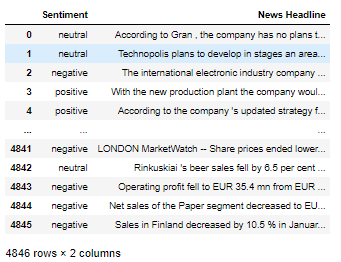 Sentiment News Headline
0 neutral According to Gran , the company has no plans t...
1 neutral Technopolis plans to develop in stages an area...
2 negative The international electronic industry company ...
3 positive With the new production plant the company woul...
4 positive According to the company 's updated strategy f...
... ... ...
4841 negative LONDON MarketWatch -- Share prices ended lower...
4842 neutral Rinkuskiai 's beer sales fell by 6.5 per cent ...
4843 negative Operating profit fell to EUR 35.4 mn from EUR ...
4844 negative Net sales of the Paper segment decreased to EU...
4845 negative Sales in Finland decreased by 10.5 % in Januar...
4846 rows × 2 columns